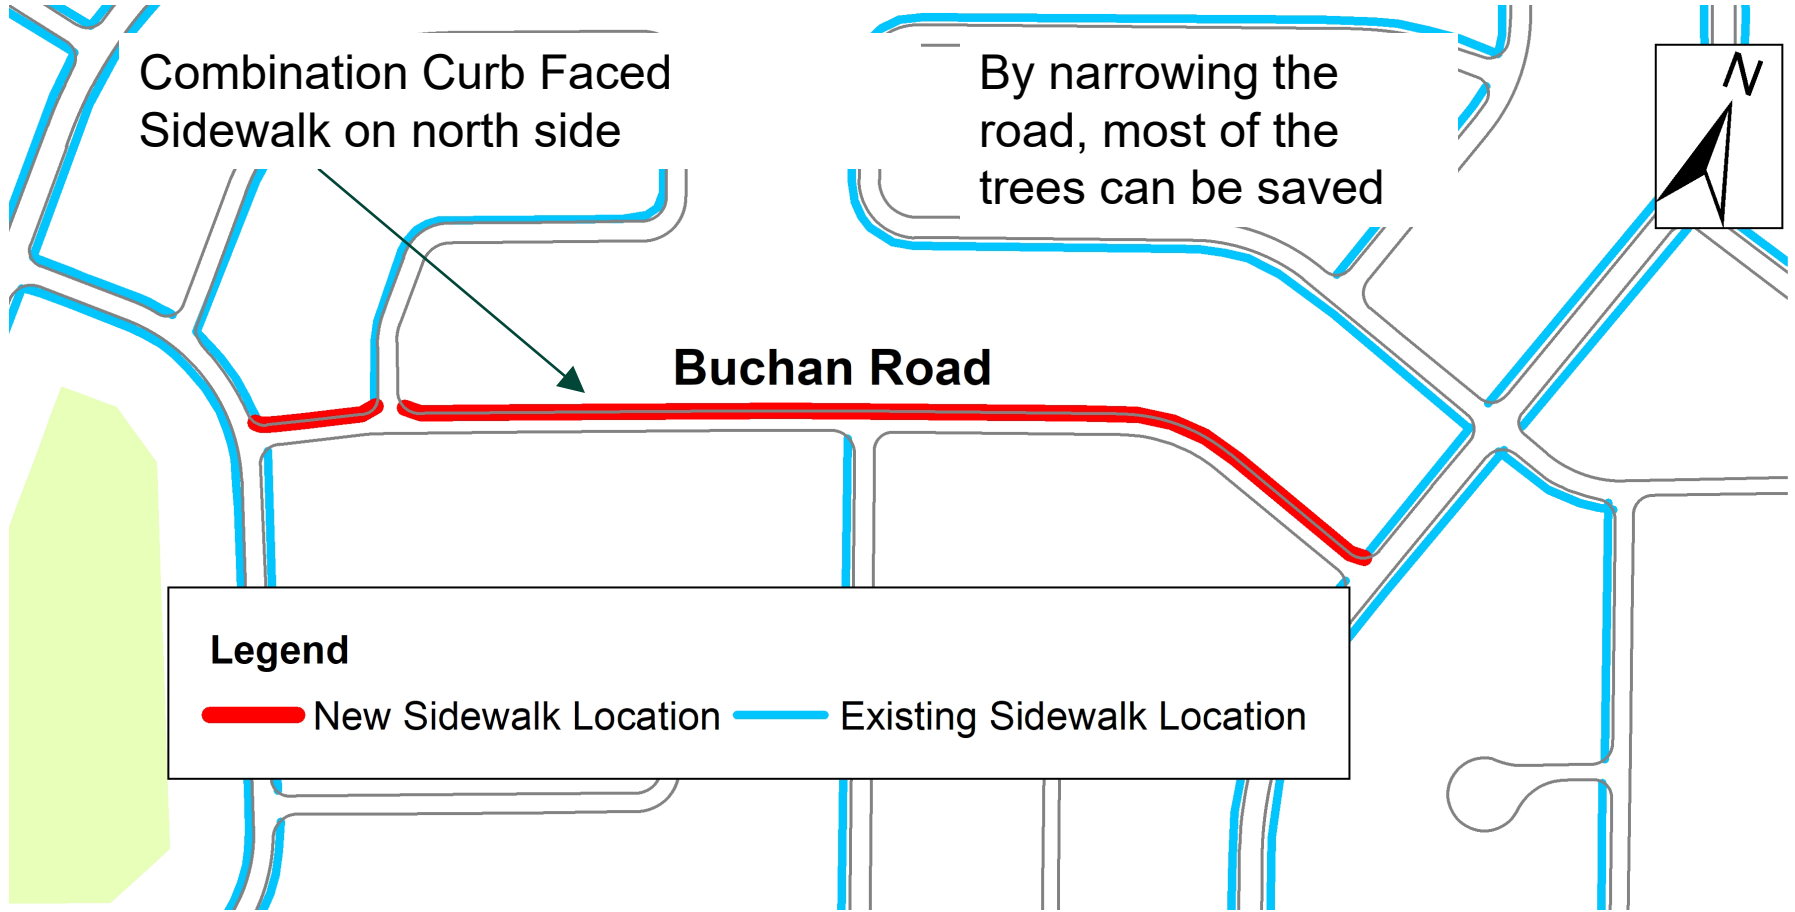 Combination Curb Faced
Sidewalk on north side
By narrowing the
road, most of the
trees can be saved
N
Buchan Road
Legend
New Sidewalk Location
Existing Sidewalk Location